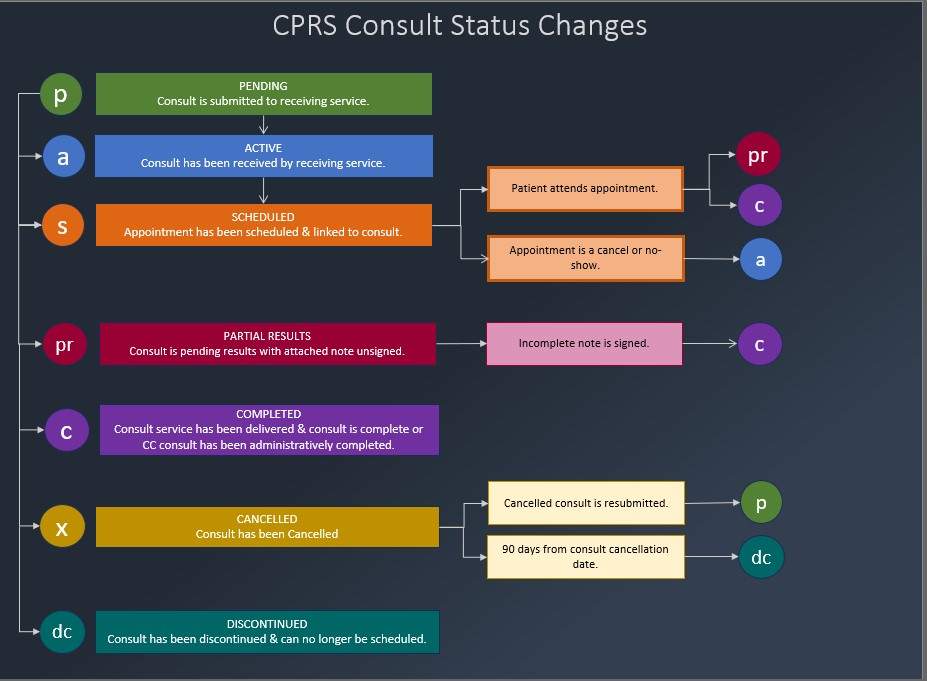 CPRS Consult Status Changes
p
PENDING
Consult is submitted to receiving service.
a
ACTIVE
Consult has been received by receiving service.
s
SCHEDULED
Appointment has been scheduled & linked to consult.
Patient attends appointment.
pr
c
Appointment is a cancel or no-
show.
a
pr
PARTIAL RESULTS
Consult is pending results with attached note unsigned.
Incomplete note is signed.
c
c
COMPLETED
Consult service has been delivered & consult is complete or
CC consult has been administratively completed.
x
CANCELLED
Consult has been Cancelled
Cancelled consult is resubmitted.
p
90 days from consult cancellation
date.
dc
dc
DISCONTINUED
Consult has been discontinued & can no longer be scheduled.